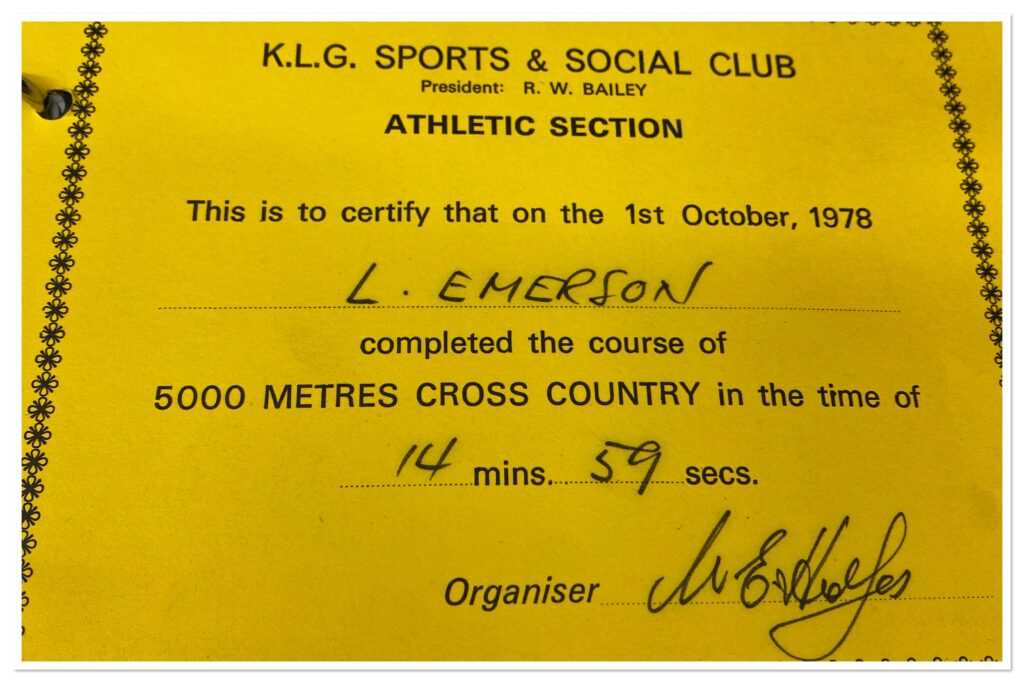 K.L.G. SPORTS & SOCIAL CLUB
President: R. W. BAILEY
ATHLETIC SECTION
This is to certify that on the 1st October, 1978
L. EMERSON
completed the course of
5000 METRES CROSS COUNTRY in the time of
14 mins. 59 secs.
Organiser